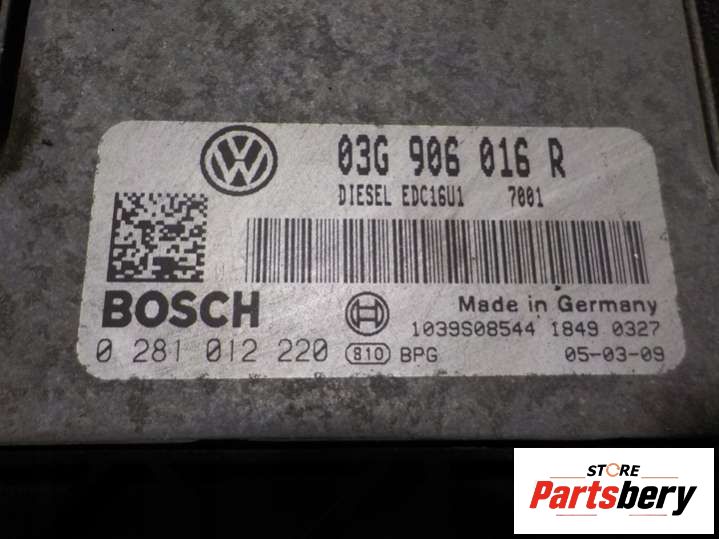 03G 906 016 R
DIESEL EDC16U1 7001
BOSCH
Made in Germany
1039S08544 1849 0327
0 281 012 220 810 BPG 05-03-09
STORE
Partsbery